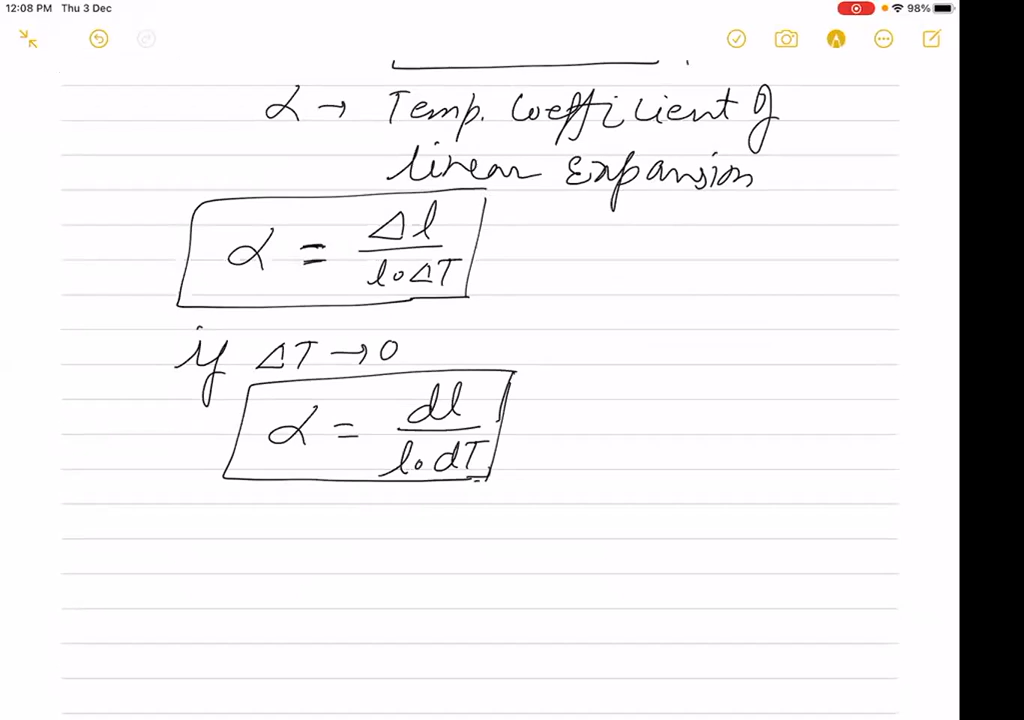 12:08 PM Thu 3 Dec 98%
α → Temp. Coefficient of
linear Expansion
α = Δl / l₀ΔT
if ΔT → 0
α = dl / l₀dT